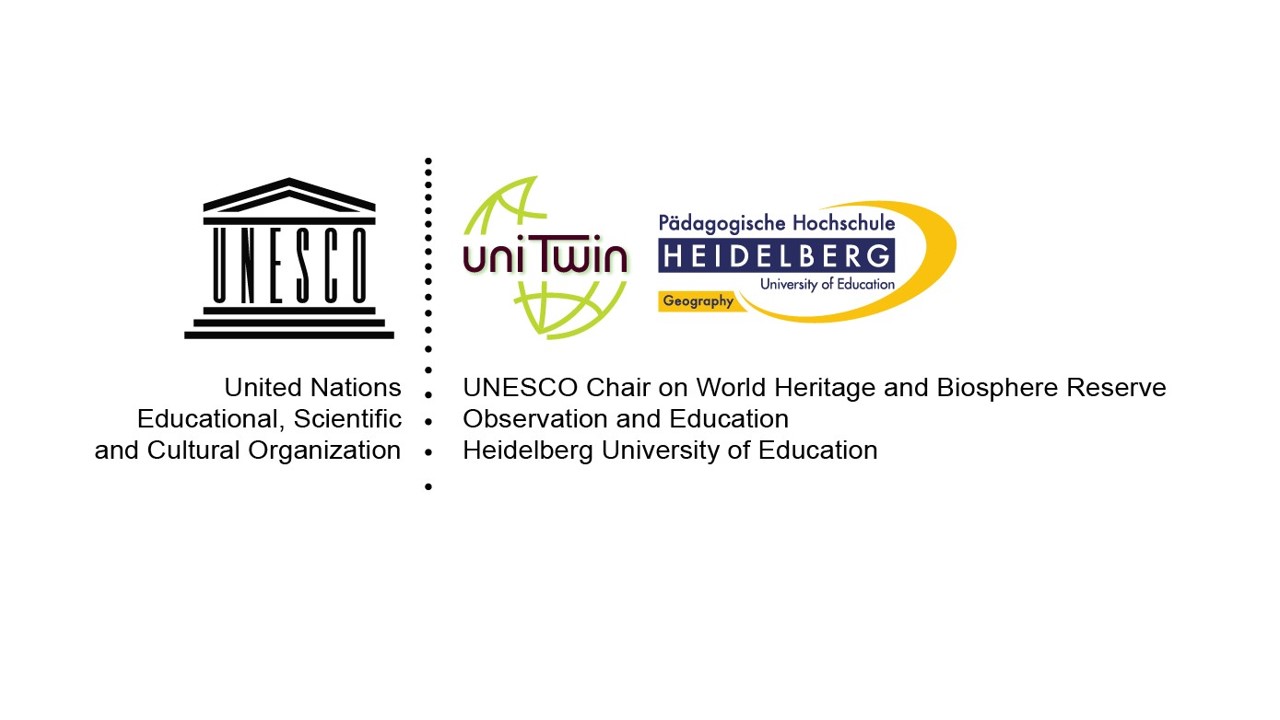 UNESCO
United Nations
Educational, Scientific
and Cultural Organization
uniTwin
Pädagogische Hochschule
HEIDELBERG
University of Education
Geography
UNESCO Chair on World Heritage and Biosphere Reserve
Observation and Education
Heidelberg University of Education